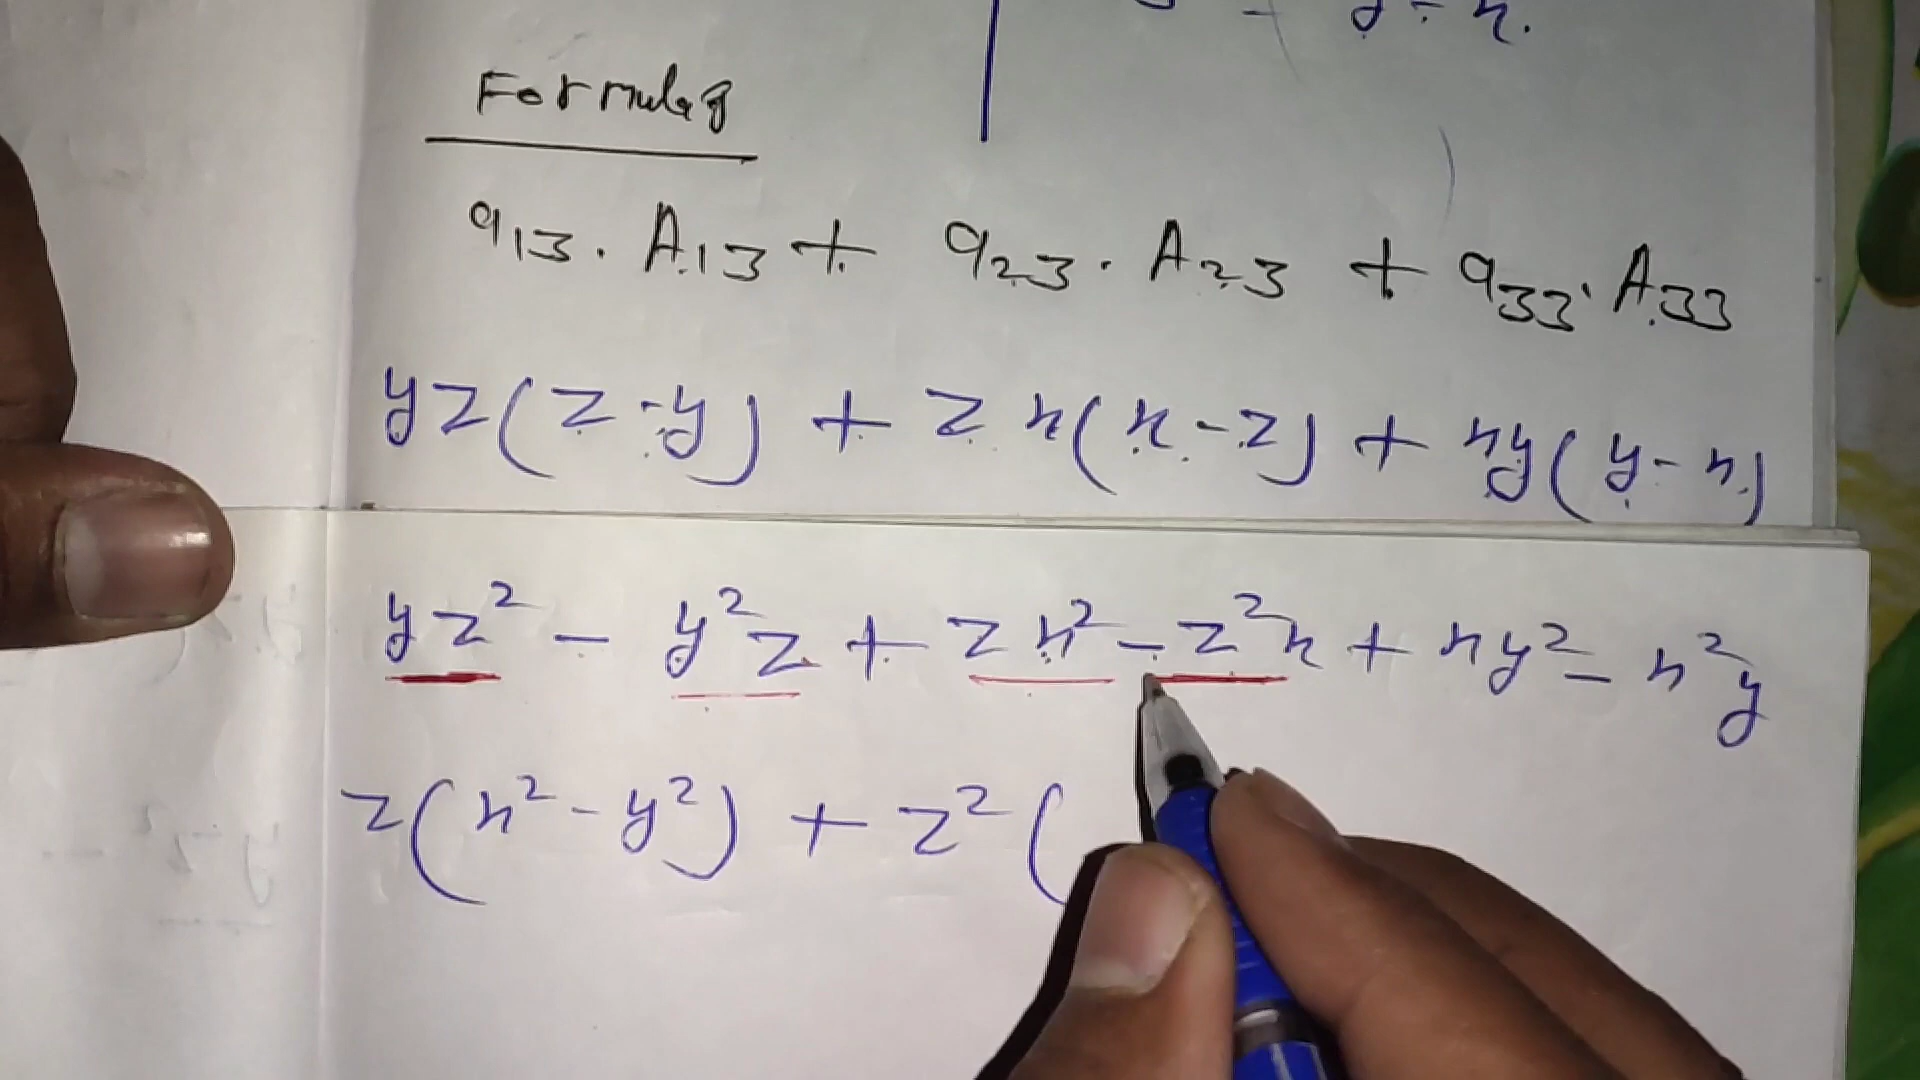 y - x.
Formula
a13 . A13 + a23 . A23 + a33 . A33
yz(z - y) + zx(x - z) + xy(y - x)
yz² - y²z + zx² - z²x + xy² - x²y
z(x² - y²) + z²(